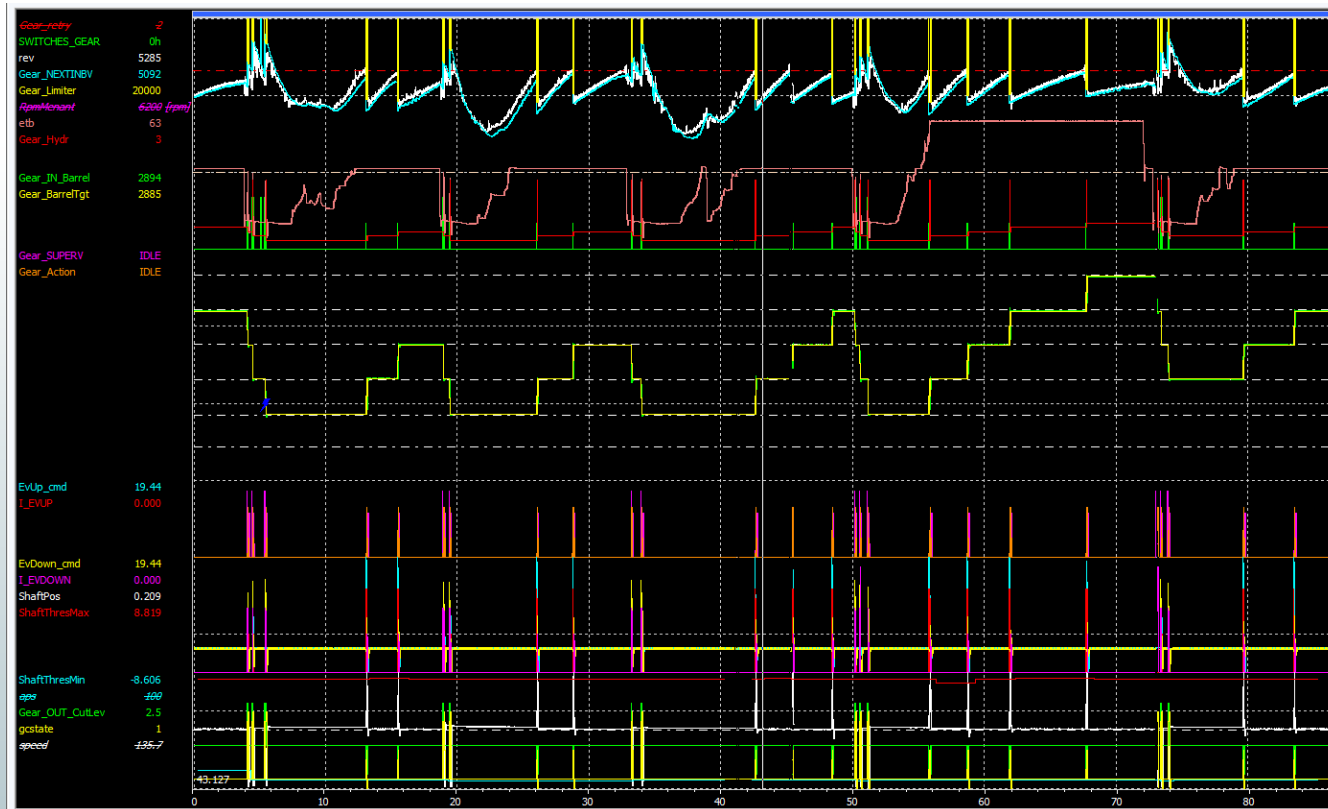 Gear_retry 2
SWITCHES_GEAR 0h
rev 5285
Gear_NEXTINBV 5092
Gear_Limiter 20000
6200 [rpm]
etb 63
Gear_Hydr 3
Gear_IN_Barrel 2894
Gear_BarrelTgt 2885
Gear_SUPERV IDLE
Gear_Action IDLE
EvUp_cmd 19.44
I_EVUP 0.000
EvDown_cmd 19.44
I_EVDOWN 0.000
ShaftPos 0.209
ShaftThresMax 8.819
ShaftThresMin -8.606
aps 100
Gear_OUT_CutLev 2.5
gcstate 1
speed 135.7
43.127
0 10 20 30 40 50 60 70 80